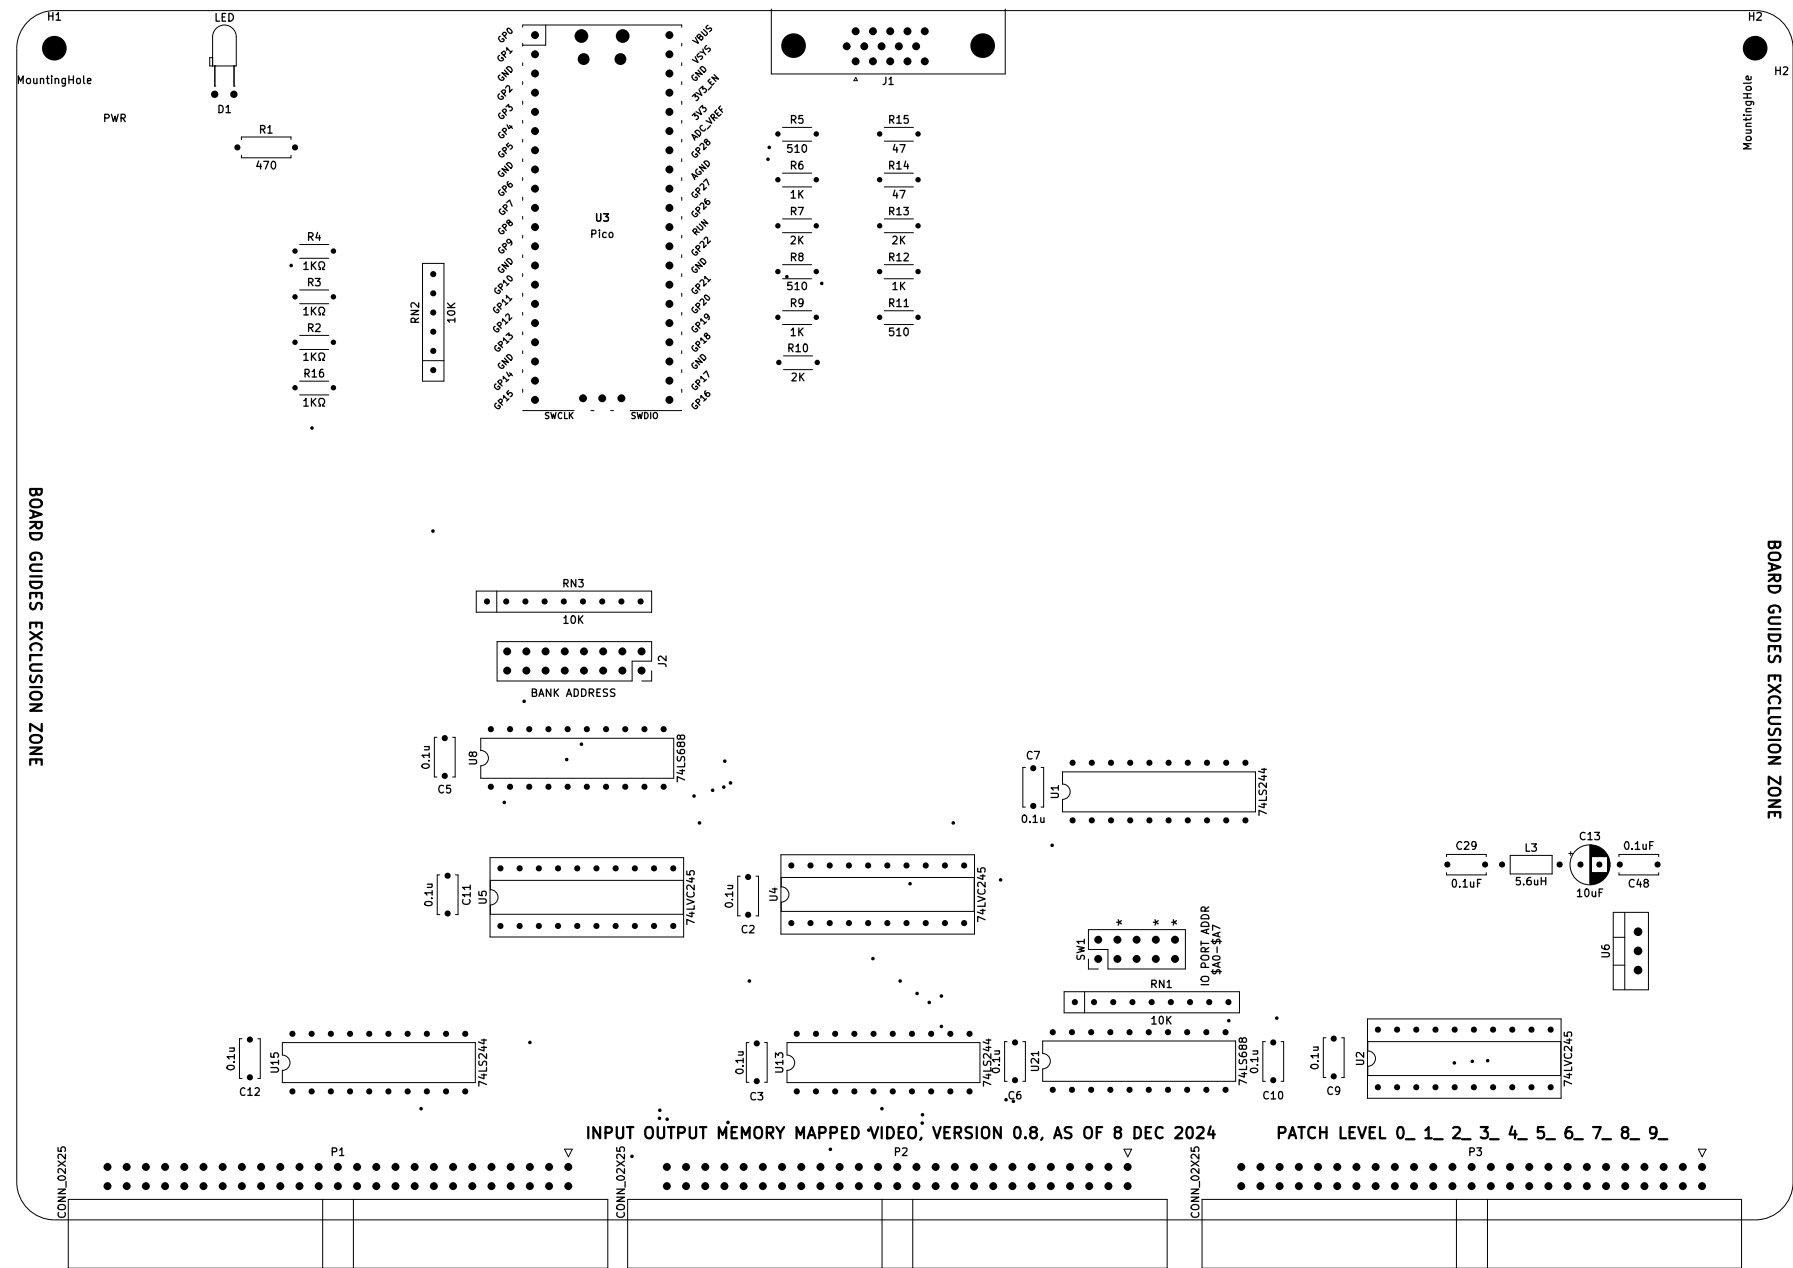 H1
LED
H2
MountingHole
D1
PWR
R1
470
GP0
GP1
GND
GP2
GP3
GP4
GP5
GND
GP6
GP7
GP8
GP9
GND
GP10
GP11
GP12
GP13
GND
GP14
GP15
U3
Pico
SWCLK
SWDIO
VBUS
VSYS
GND
3V3_EN
3V3
ADC_VREF
GP28
AGND
GP27
GP26
RUN
GP22
GND
GP21
GP20
GP19
GP18
GND
GP17
GP16
J1
H2
MountingHole
R5
510
R6
1K
R7
2K
R8
510
R9
1K
R10
2K
R15
47
R14
47
R13
2K
R12
1K
R11
510
R4
1KΩ
R3
1KΩ
R2
1KΩ
R16
1KΩ
RN2
10K
BOARD GUIDES EXCLUSION ZONE
BOARD GUIDES EXCLUSION ZONE
RN3
10K
J2
BANK ADDRESS
0.1u
C5
U8
74LS688
C7
0.1u
U1
74LS244
0.1u
C11
U5
74LVC245
0.1u
C2
U4
74LVC245
C29
0.1uF
L3
5.6uH
C13
+
10uF
0.1uF
C48
U6
SW1
* * *
IO PORT ADDR
$A0-$A7
RN1
10K
0.1u
C12
U15
74LS244
0.1u
C3
U13
74LS244
0.1u
C6
U21
74LS688
0.1u
C10
0.1u
C9
U2
74LVC245
INPUT OUTPUT MEMORY MAPPED VIDEO, VERSION 0.8, AS OF 8 DEC 2024
PATCH LEVEL 0_ 1_ 2_ 3_ 4_ 5_ 6_ 7_ 8_ 9_
CONN_02X25
P1
CONN_02X25
P2
CONN_02X25
P3